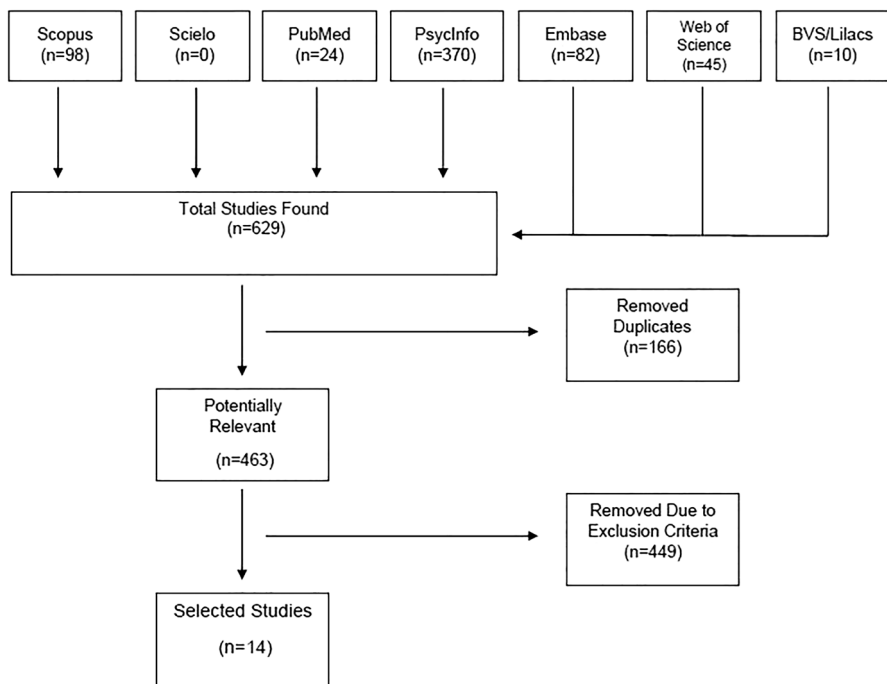 Scopus
(n=98)
Scielo
(n=0)
PubMed
(n=24)
PsycInfo
(n=370)
Embase
(n=82)
Web of
Science
(n=45)
BVS/Lilacs
(n=10)
Total Studies Found
(n=629)
Removed
Duplicates
(n=166)
Potentially
Relevant
(n=463)
Removed Due to
Exclusion Criteria
(n=449)
Selected Studies
(n=14)